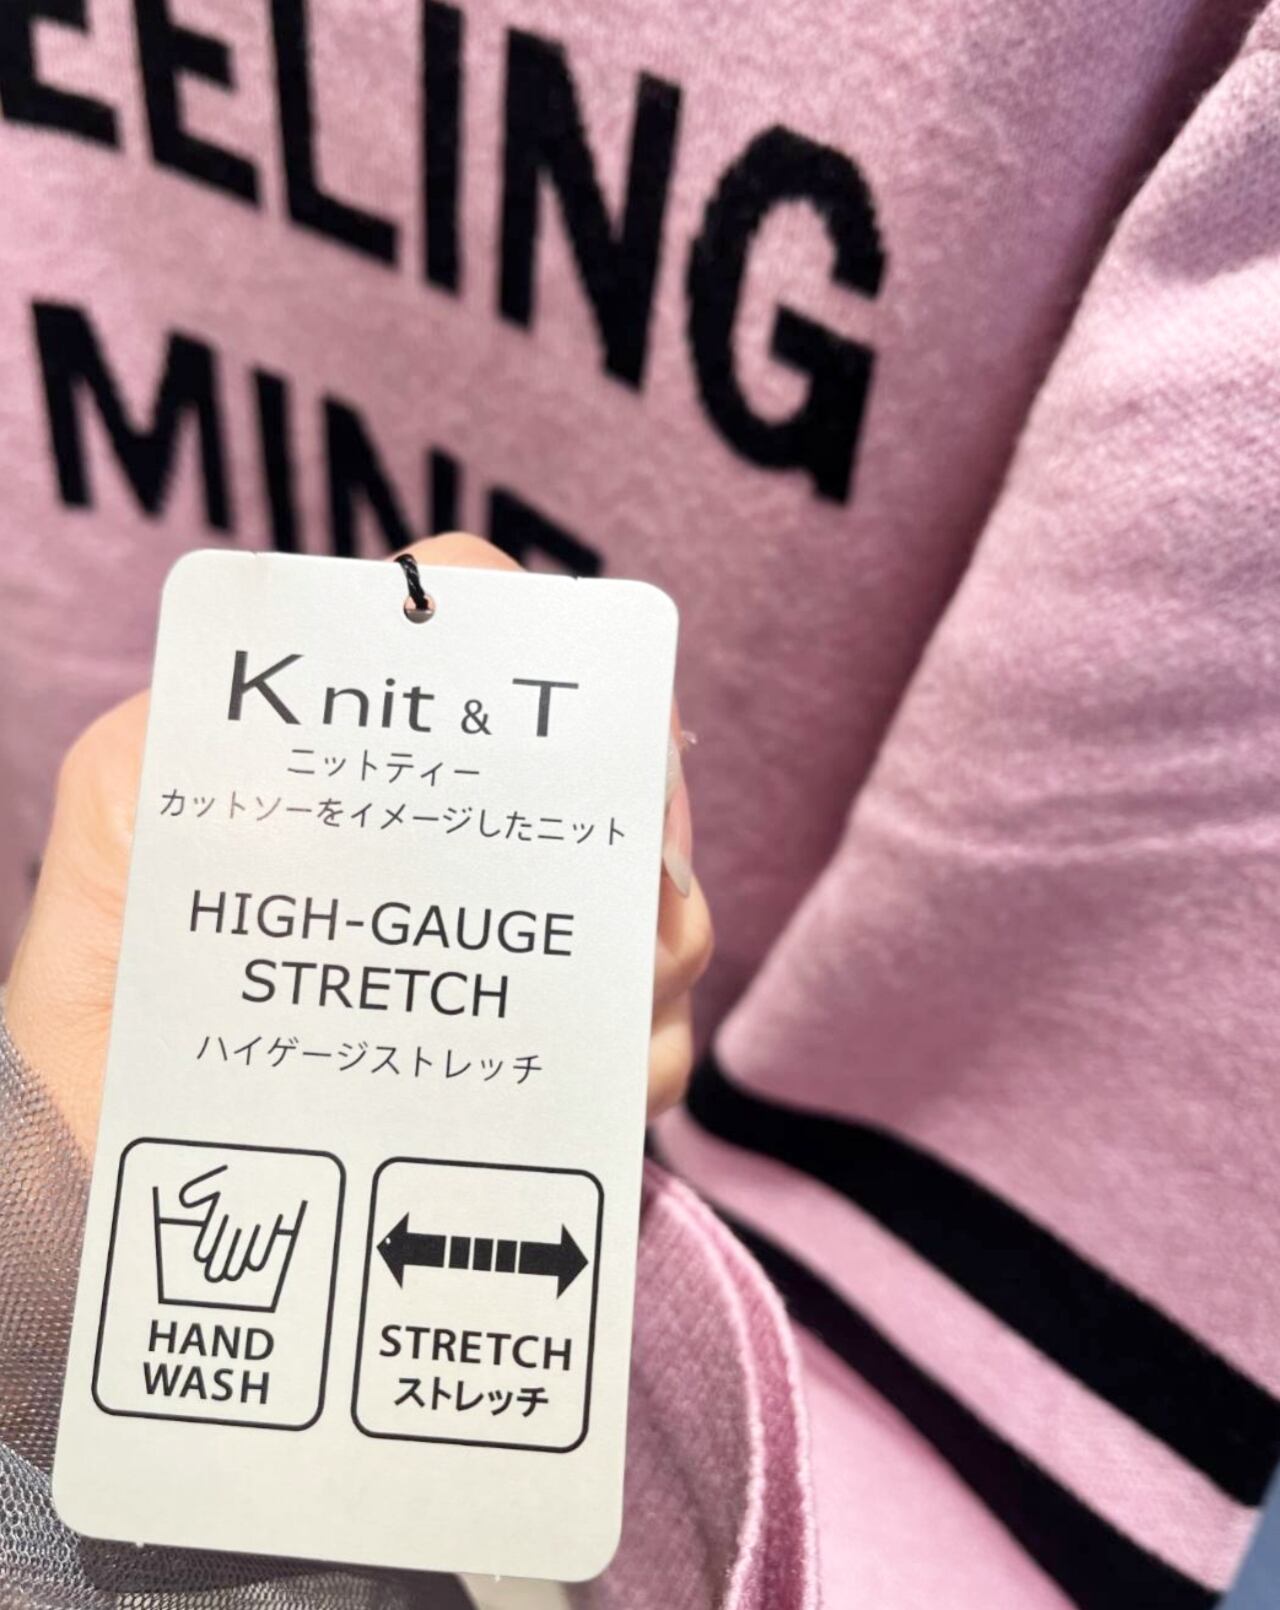 EELING
MINE
Knit & T
ニットティー
カットソーをイメージしたニット
HIGH-GAUGE
STRETCH
ハイゲージストレッチ
HAND
WASH
STRETCH
ストレッチ